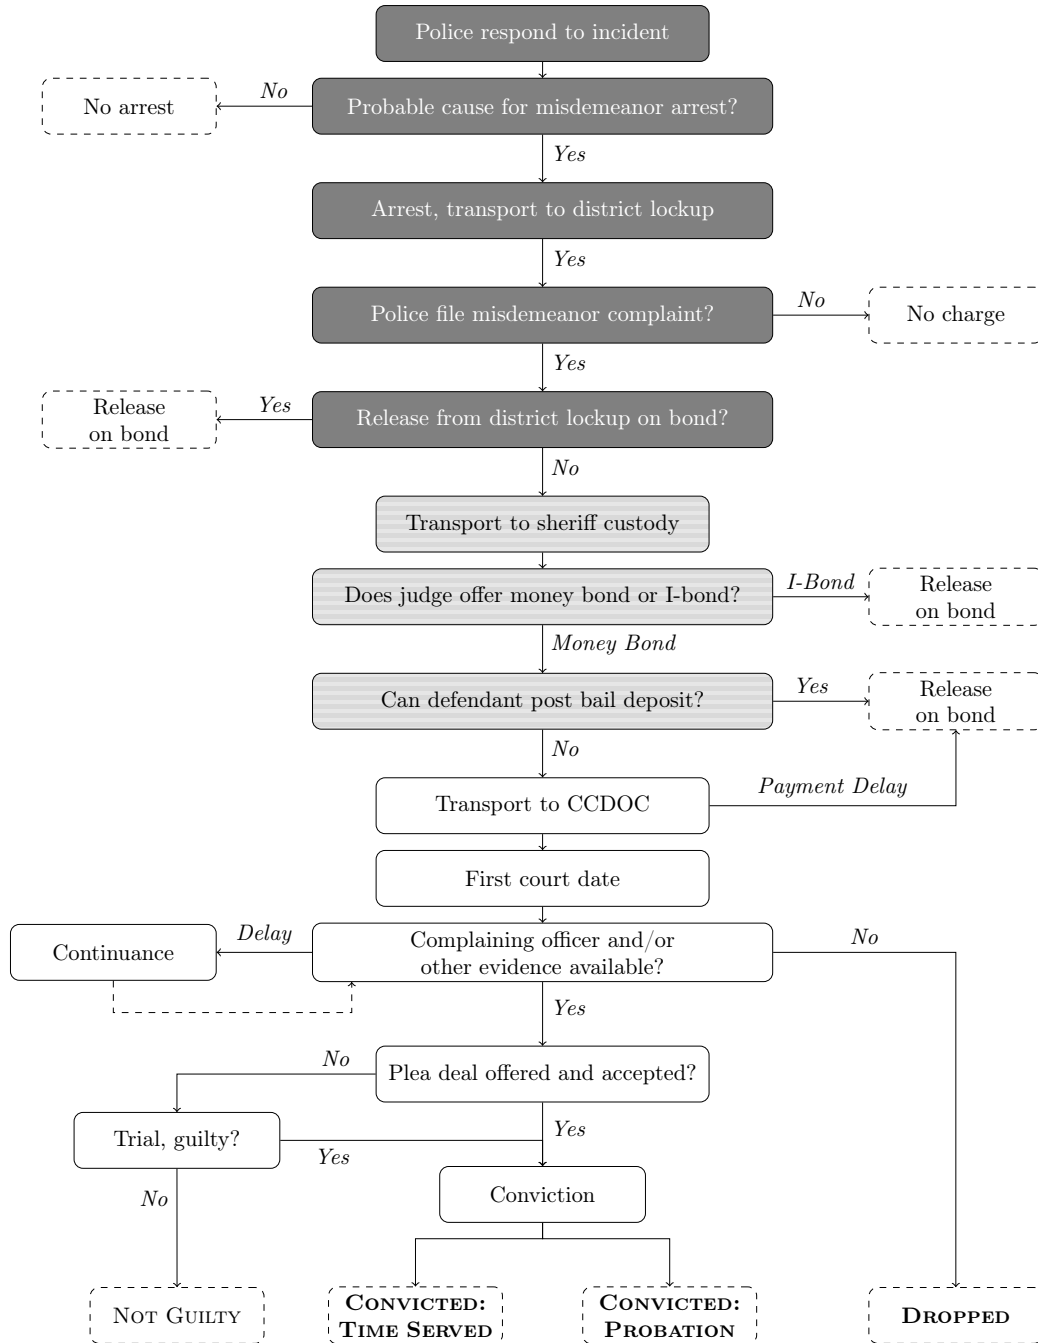 Police respond to incident
No
No arrest
Probable cause for misdemeanor arrest?
Yes
Arrest, transport to district lockup
Yes
Police file misdemeanor complaint?
No
No charge
Yes
Release
on bond
Yes
Release from district lockup on bond?
No
Transport to sheriff custody
Does judge offer money bond or I-bond?
I-Bond
Release
on bond
Money Bond
Can defendant post bail deposit?
Yes
Release
on bond
No
Transport to CCDOC
Payment Delay
First court date
Continuance
Delay
Complaining officer and/or
other evidence available?
No
Yes
No
Plea deal offered and accepted?
Yes
Trial, guilty?
Yes
No
Conviction
NOT GUILTY
CONVICTED:
TIME SERVED
CONVICTED:
PROBATION
DROPPED